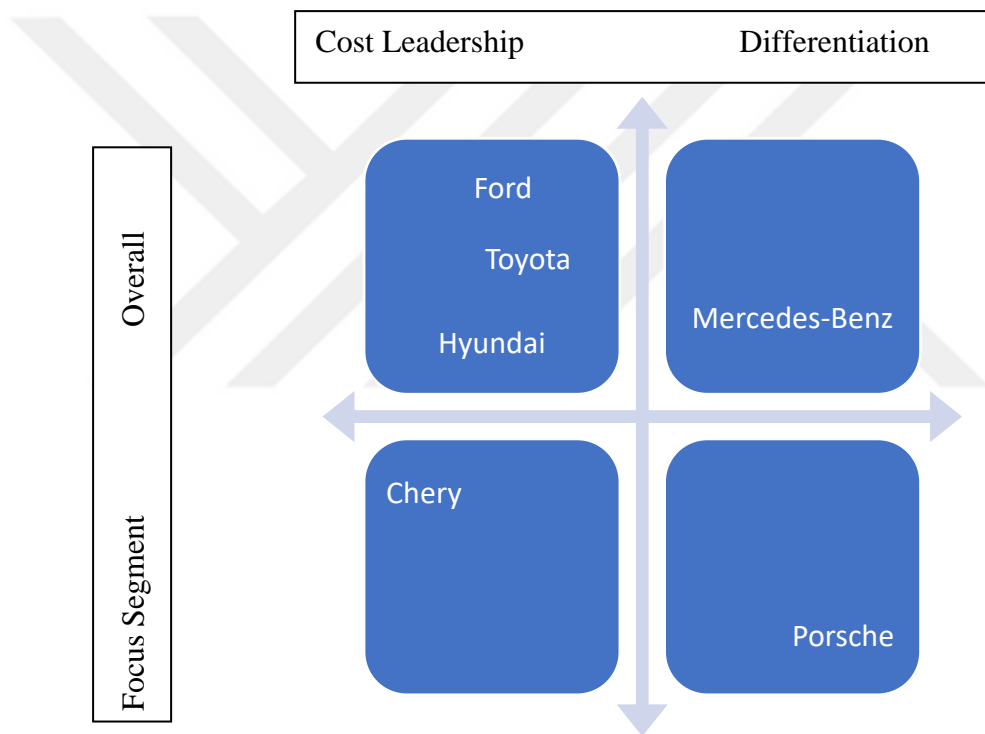 Cost Leadership Differentiation
Overall
Focus Segment
Ford
Toyota
Hyundai
Mercedes-Benz
Chery
Porsche